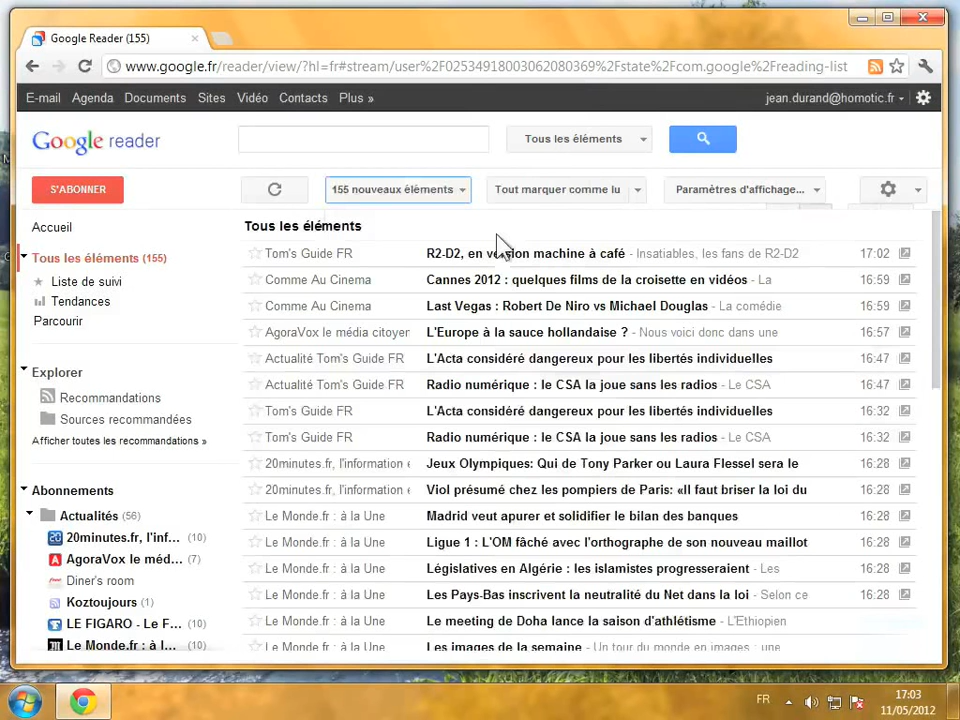 Google Reader (155)
www.google.fr/reader/view/?hl=fr#stream/user%2F02534918003062080369%2Fstate%2Fcom.google%2Freading-list
E-mail Agenda Documents Sites Vidéo Contacts Plus » jean.durand@homotic.fr
Google reader Tous les éléments
S'ABONNER 155 nouveaux éléments Tout marquer comme lu Paramètres d'affichage...
Accueil
Tous les éléments (155)
Liste de suivi
Tendances
Parcourir
Explorer
Recommandations
Sources recommandées
Afficher toutes les recommandations »
Abonnements
Actualités (56)
20minutes.fr, l'inf... (10)
AgoraVox le méd... (7)
Diner's room
Koztoujours (1)
LE FIGARO - Le F... (10)
Le Monde.fr : à l... (10)
Tous les éléments
Tom's Guide FR R2-D2, en version machine à café - Insatiables, les fans de R2-D2 17:02
Comme Au Cinema Cannes 2012 : quelques films de la croisette en vidéos - La 16:59
Comme Au Cinema Last Vegas : Robert De Niro vs Michael Douglas - La comédie 16:59
AgoraVox le média citoyen L'Europe à la sauce hollandaise ? - Nous voici donc dans une 16:57
Actualité Tom's Guide FR L'Acta considéré dangereux pour les libertés individuelles 16:47
Actualité Tom's Guide FR Radio numérique : le CSA la joue sans les radios - Le CSA 16:47
Tom's Guide FR L'Acta considéré dangereux pour les libertés individuelles 16:32
Tom's Guide FR Radio numérique : le CSA la joue sans les radios - Le CSA 16:32
20minutes.fr, l'information e Jeux Olympiques: Qui de Tony Parker ou Laura Flessel sera le 16:28
20minutes.fr, l'information e Viol présumé chez les pompiers de Paris: «Il faut briser la loi du 16:28
Le Monde.fr : à la Une Madrid veut apurer et solidifier le bilan des banques 16:28
Le Monde.fr : à la Une Ligue 1 : L'OM fâché avec l'orthographe de son nouveau maillot 16:28
Le Monde.fr : à la Une Législatives en Algérie : les islamistes progresseraient - Les 16:28
Le Monde.fr : à la Une Les Pays-Bas inscrivent la neutralité du Net dans la loi - Selon ce 16:28
Le Monde.fr : à la Une Le meeting de Doha lance la saison d'athlétisme - L'Ethiopien
Le Monde.fr : à la Une Les images de la semaine - Un tour du monde en images : une
FR 17:03
11/05/2012